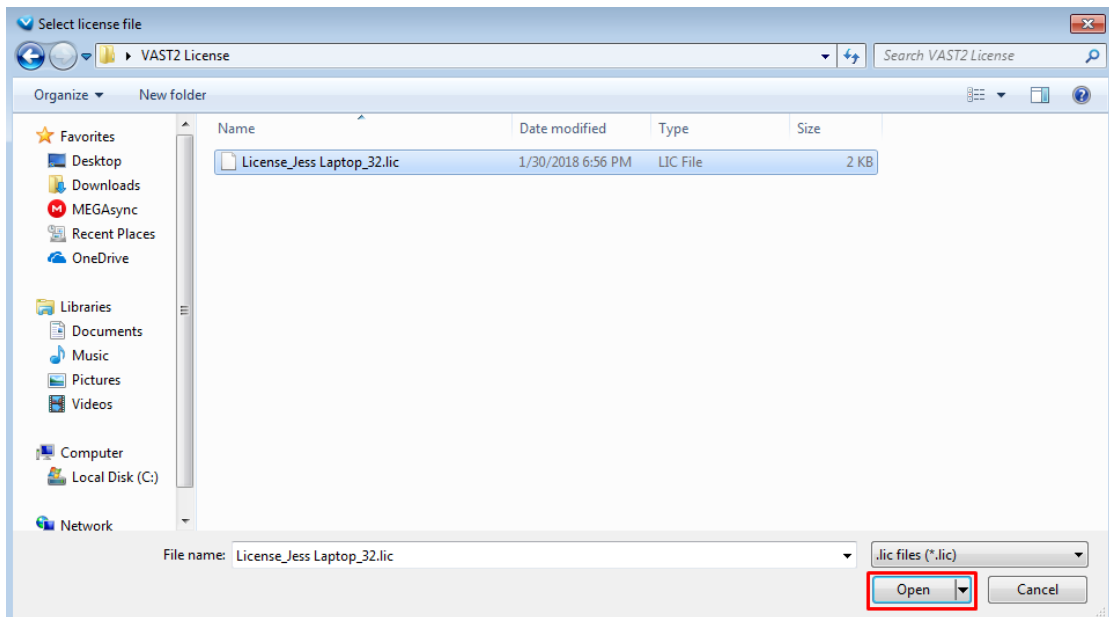 Select license file
VAST2 License
Search VAST2 License
Organize
New folder
Name
Date modified
Type
Size
License_Jess Laptop_32.lic
1/30/2018 6:56 PM
LIC File
2 KB
Favorites
Desktop
Downloads
MEGAsync
Recent Places
OneDrive
Libraries
Documents
Music
Pictures
Videos
Computer
Local Disk (C:)
Network
File name:
License_Jess Laptop_32.lic
.lic files (*.lic)
Open
Cancel